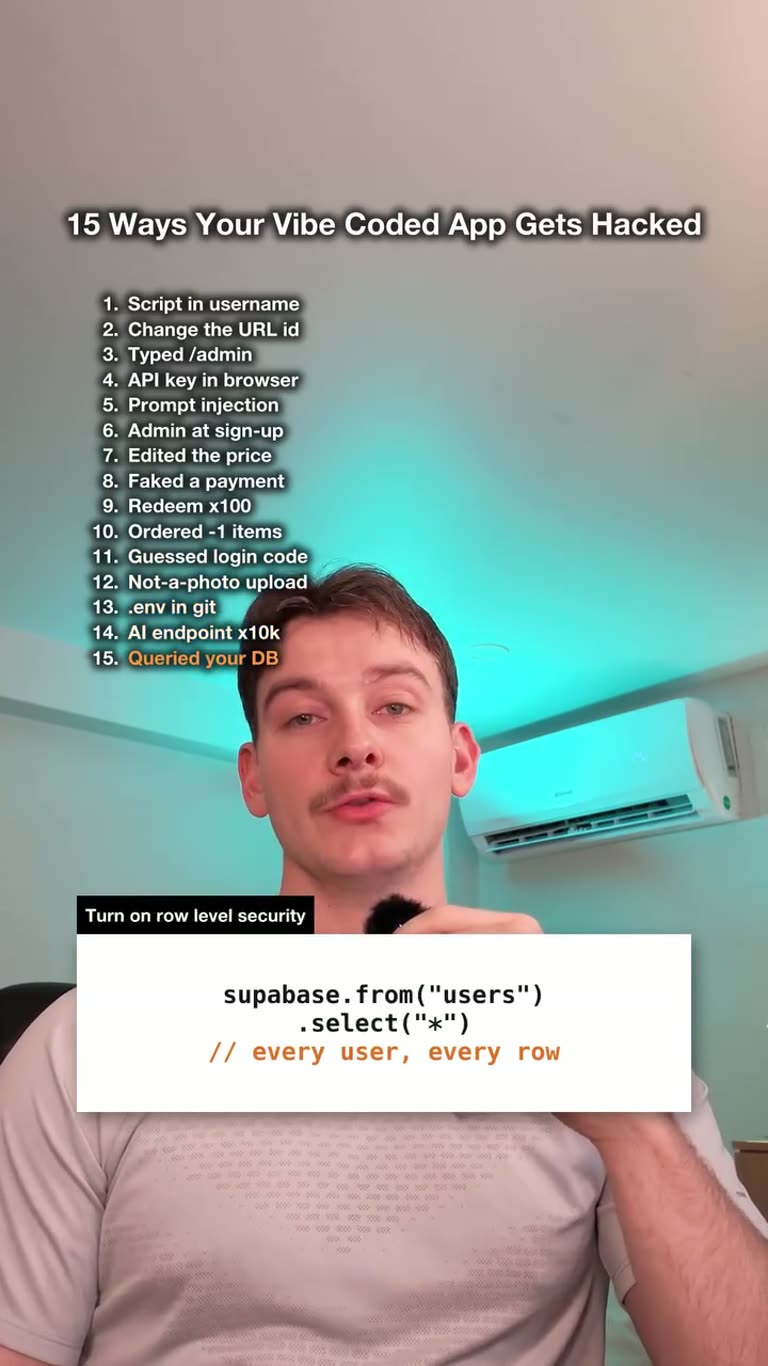 15 Ways Your Vibe Coded App Gets Hacked
1. Script in username
2. Change the URL id
3. Typed /admin
4. API key in browser
5. Prompt injection
6. Admin at sign-up
7. Edited the price
8. Faked a payment
9. Redeem x100
10. Ordered -1 items
11. Guessed login code
12. Not-a-photo upload
13. .env in git
14. AI endpoint x10k
15. Queried your DB
Turn on row level security
supabase.from("users")
.select("*")
// every user, every row